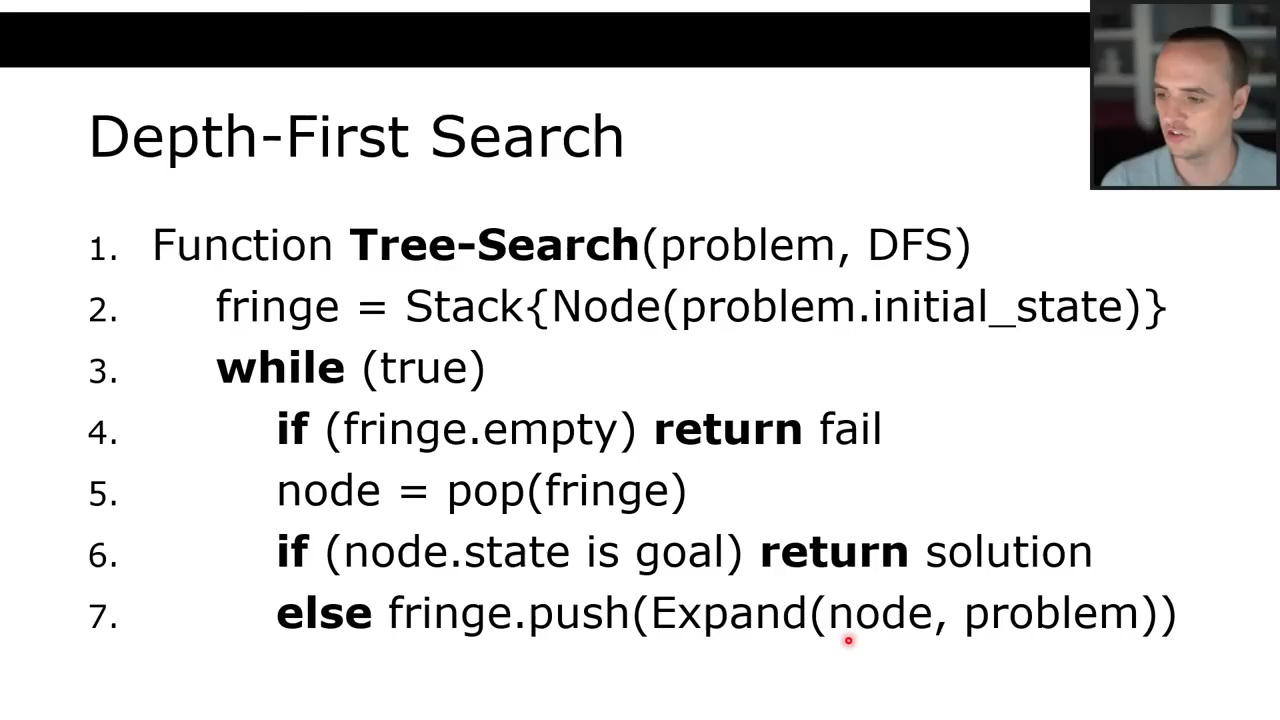 Depth-First Search
1. Function Tree-Search(problem, DFS)
2. fringe = Stack{Node(problem.initial_state)}
3. while (true)
4. if (fringe.empty) return fail
5. node = pop(fringe)
6. if (node.state is goal) return solution
7. else fringe.push(Expand(node, problem))